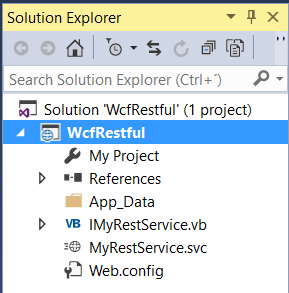 Solution Explorer
Search Solution Explorer (Ctrl+´)
Solution 'WcfRestful' (1 project)
WcfRestful
My Project
References
App_Data
VB IMyRestService.vb
MyRestService.svc
Web.config